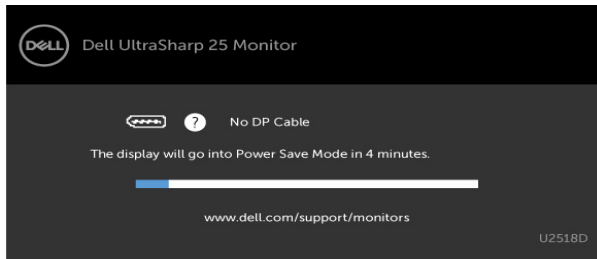 DELL
Dell UltraSharp 25 Monitor
? No DP Cable
The display will go into Power Save Mode in 4 minutes.
www.dell.com/support/monitors
U2518D